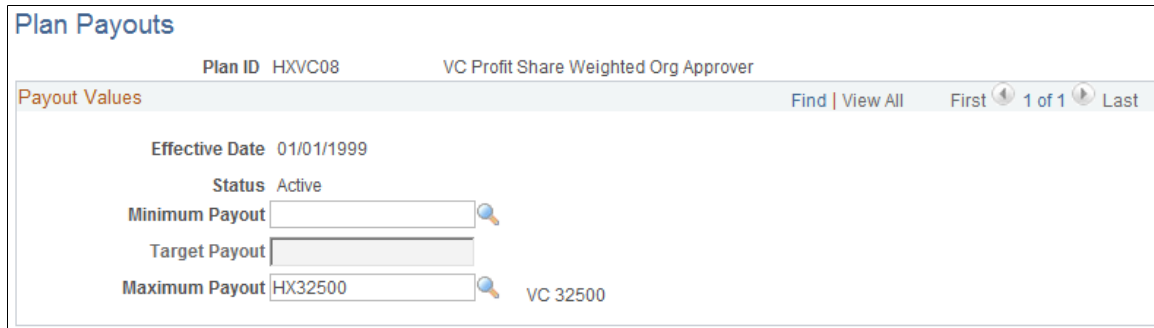 Plan Payouts
Plan ID HXVC08 VC Profit Share Weighted Org Approver
Payout Values Find | View All First 1 of 1 Last
Effective Date 01/01/1999
Status Active
Minimum Payout
Target Payout
Maximum Payout HX32500 VC 32500